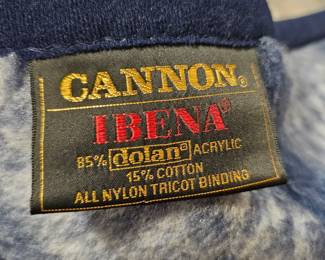 CANNON®
IBENA®
85% dolan® ACRYLIC
15% COTTON
ALL NYLON TRICOT BINDING